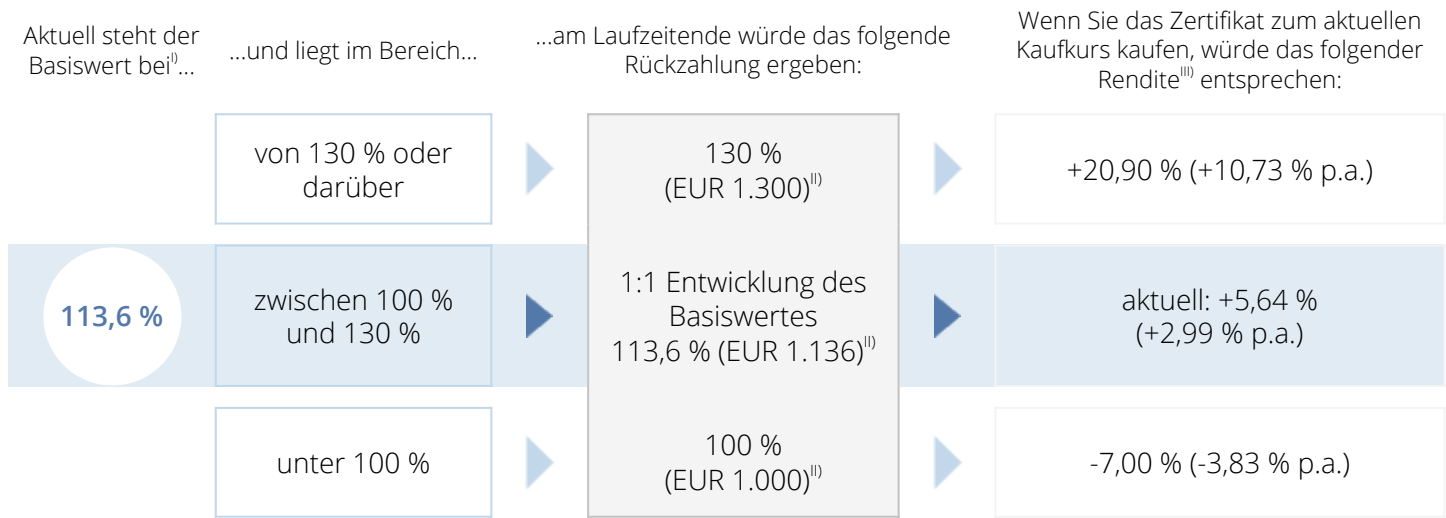 Aktuell steht der
Basiswert bei^I)...
...und liegt im Bereich...
...am Laufzeitende würde das folgende
Rückzahlung ergeben:
Wenn Sie das Zertifikat zum aktuellen
Kaufkurs kaufen, würde das folgender
Rendite^III) entsprechen:
von 130 % oder
darüber
130 %
(EUR 1.300)^II)
+20,90 % (+10,73 % p.a.)
113,6 %
zwischen 100 %
und 130 %
1:1 Entwicklung des
Basiswertes
113,6 % (EUR 1.136)^II)
aktuell: +5,64 %
(+2,99 % p.a.)
unter 100 %
100 %
(EUR 1.000)^II)
-7,00 % (-3,83 % p.a.)